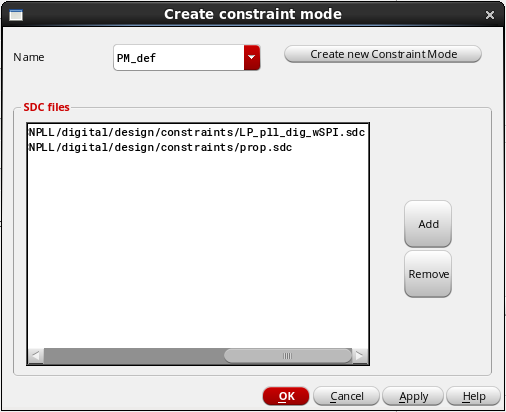 Create constraint mode
Name
PM_def
Create new Constraint Mode
SDC files
NPLL/digital/design/constraints/LP_pll_dig_wSPI.sdc
NPLL/digital/design/constraints/prop.sdc
Add
Remove
OK
Cancel
Apply
Help